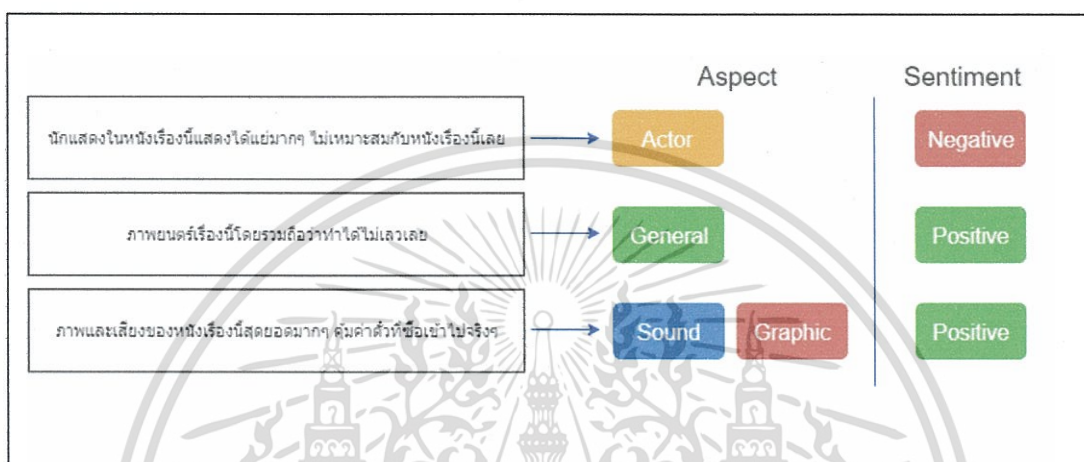 Aspect Sentiment
นักแสดงในหนังเรื่องนี้แสดงได้แย่มากๆ ไม่เหมาะสมกับหนังเรื่องนี้เลย Actor Negative
ภาพยนตร์เรื่องนี้โดยรวมถือว่าทำได้ไม่เลวเลย General Positive
ภาพและเสียงของหนังเรื่องนี้สุดยอดมากๆ คุ้มค่าตั๋วที่ซื้อเข้าไปจริงๆ Sound Graphic Positive